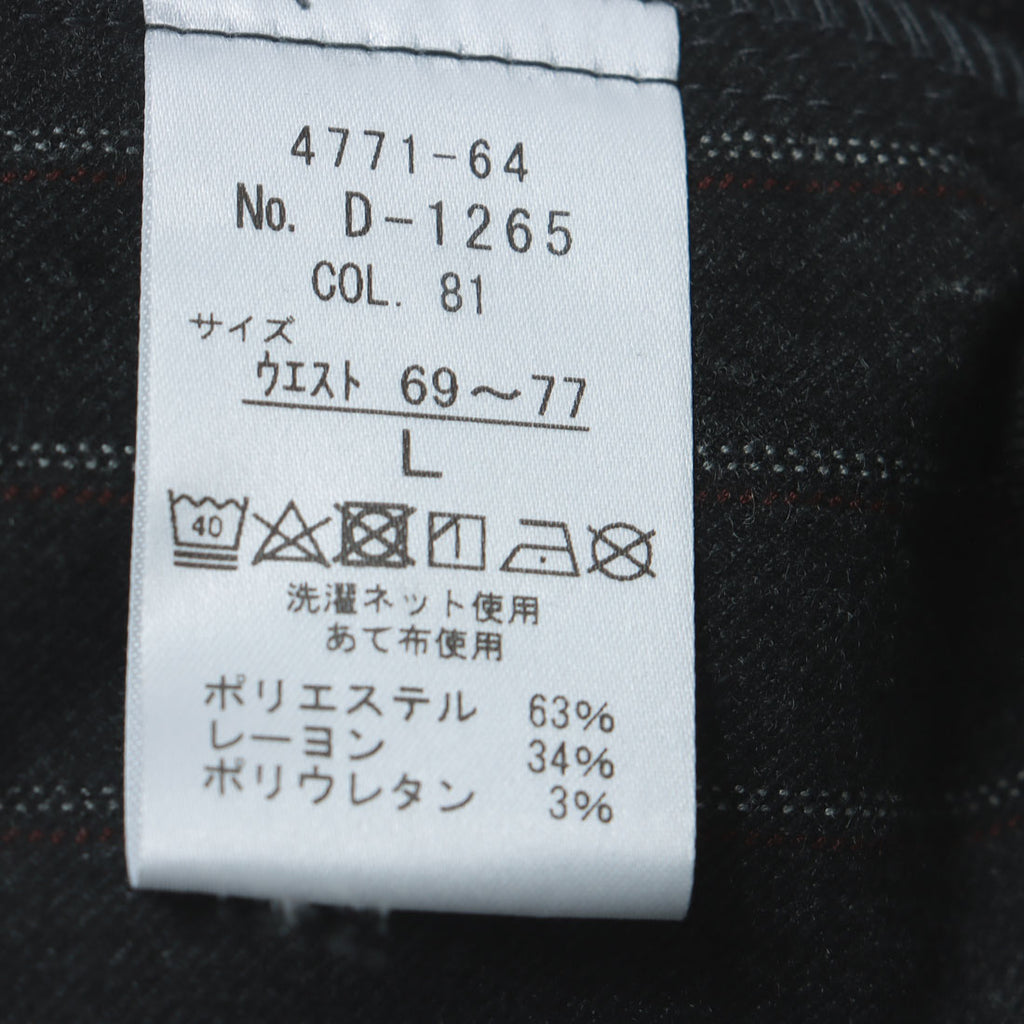 4771-64
No. D-1265
COL. 81
サイズ
ウエスト 69～77
L
40
洗濯ネット使用
あて布使用
ポリエステル 63%
レーヨン 34%
ポリウレタン 3%